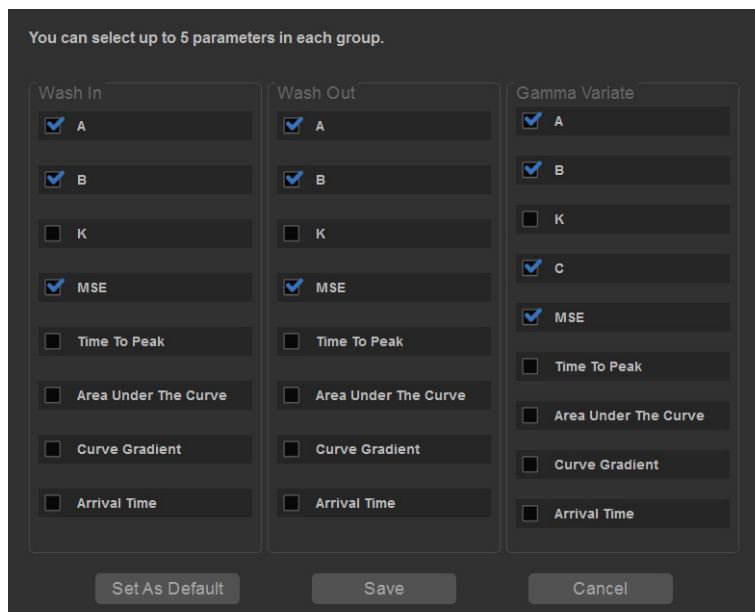 You can select up to 5 parameters in each group.
Wash In
A
B
K
MSE
Time To Peak
Area Under The Curve
Curve Gradient
Arrival Time
Wash Out
A
B
K
MSE
Time To Peak
Area Under The Curve
Curve Gradient
Arrival Time
Gamma Variate
A
B
K
C
MSE
Time To Peak
Area Under The Curve
Curve Gradient
Arrival Time
Set As Default
Save
Cancel